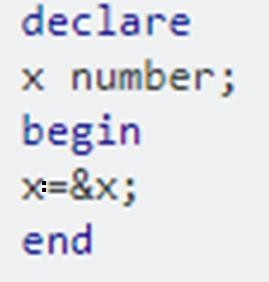 declare
x number;
begin
x:=&x;
end